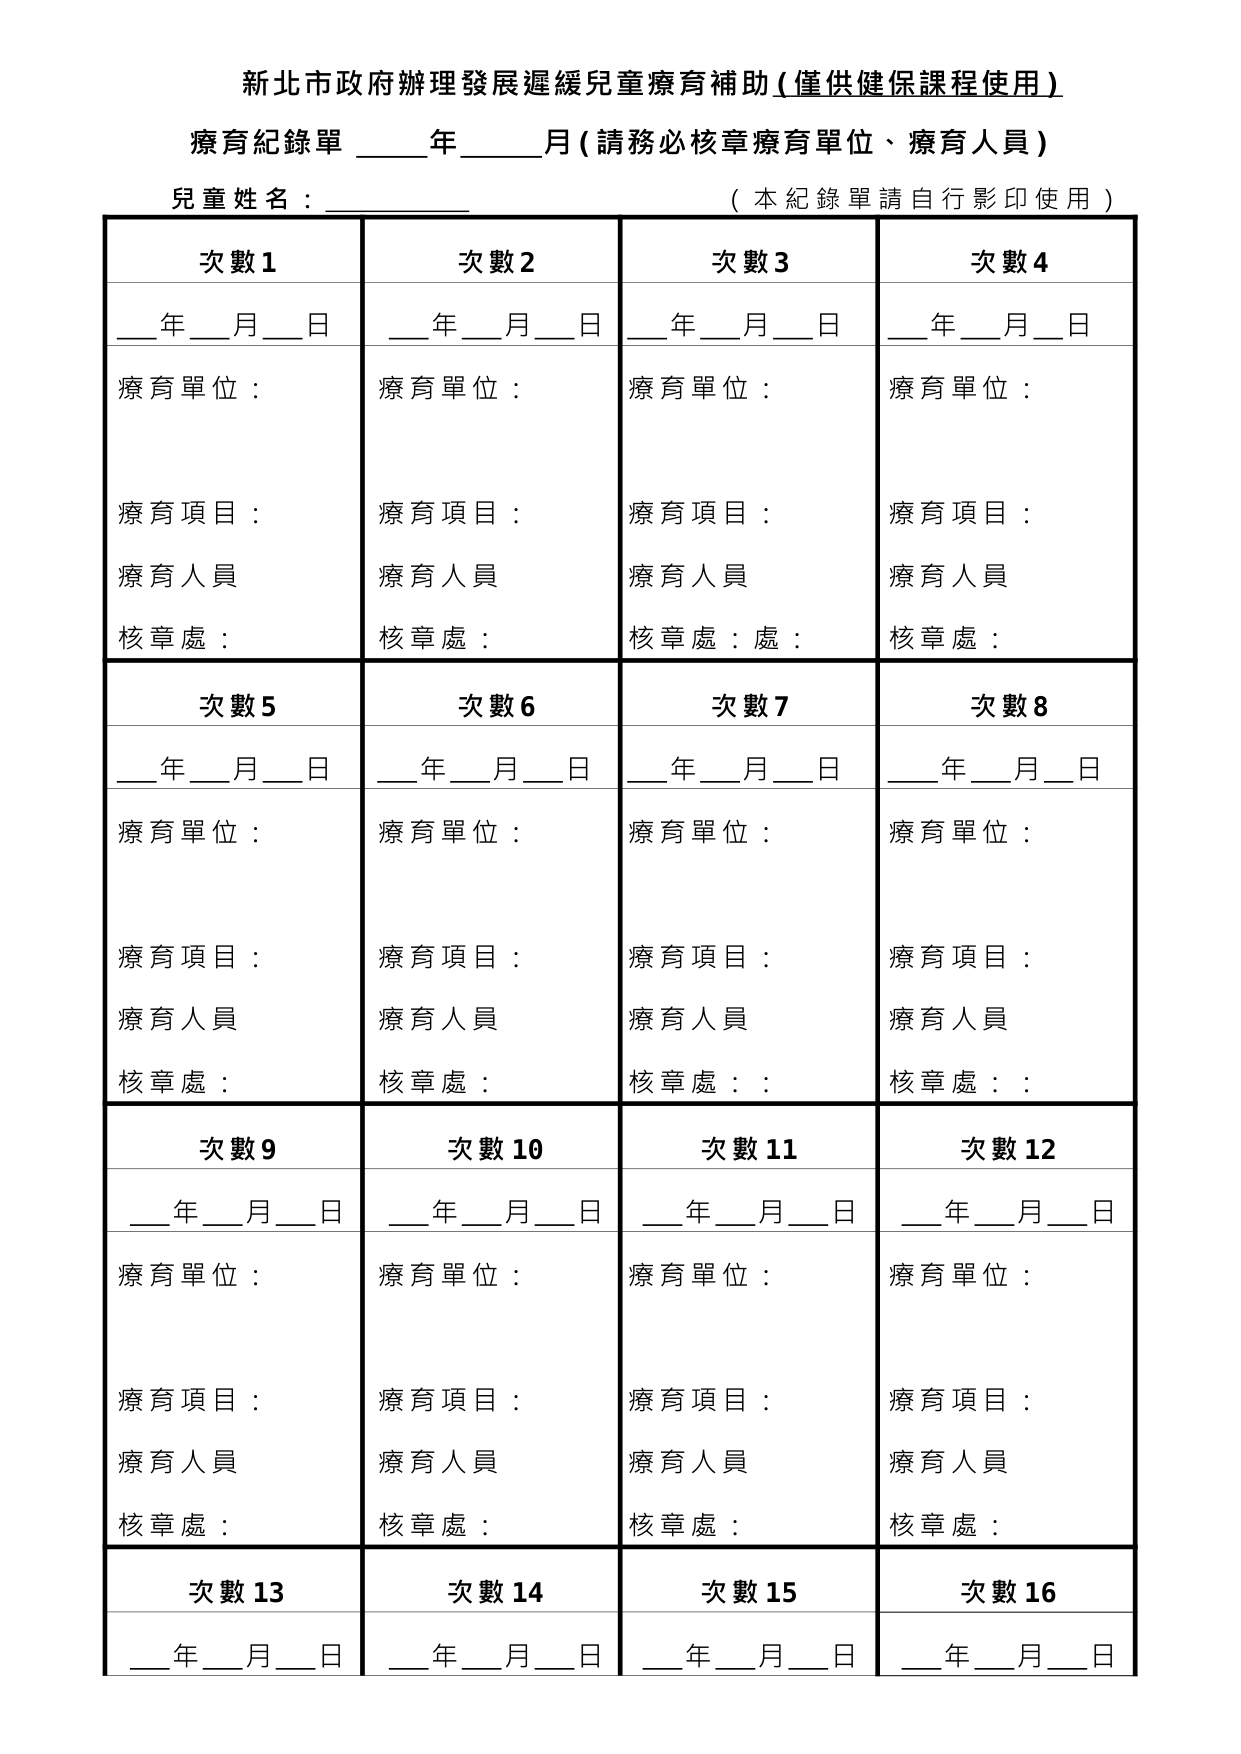 新北市政府辦理發展遲緩兒童療育補助(僅供健保課程使用)
療育紀錄單 _____年______月(請務必核章療育單位、療育人員)
兒童姓名：___________ (本紀錄單請自行影印使用)
次數1 次數2 次數3 次數4
___年___月___日 ___年___月___日 ___年___月___日 ___年___月__日
療育單位： 療育單位： 療育單位： 療育單位：
療育項目： 療育項目： 療育項目： 療育項目：
療育人員 療育人員 療育人員 療育人員
核章處： 核章處： 核章處：處： 核章處：
次數5 次數6 次數7 次數8
___年___月___日 ___年___月___日 ___年___月___日 ____年___月__日
療育單位： 療育單位： 療育單位： 療育單位：
療育項目： 療育項目： 療育項目： 療育項目：
療育人員 療育人員 療育人員 療育人員
核章處： 核章處： 核章處：： 核章處：：
次數9 次數10 次數11 次數12
___年___月___日 ___年___月___日 ___年___月___日 ___年___月___日
療育單位： 療育單位： 療育單位： 療育單位：
療育項目： 療育項目： 療育項目： 療育項目：
療育人員 療育人員 療育人員 療育人員
核章處： 核章處： 核章處： 核章處：
次數13 次數14 次數15 次數16
___年___月___日 ___年___月___日 ___年___月___日 ___年___月___日